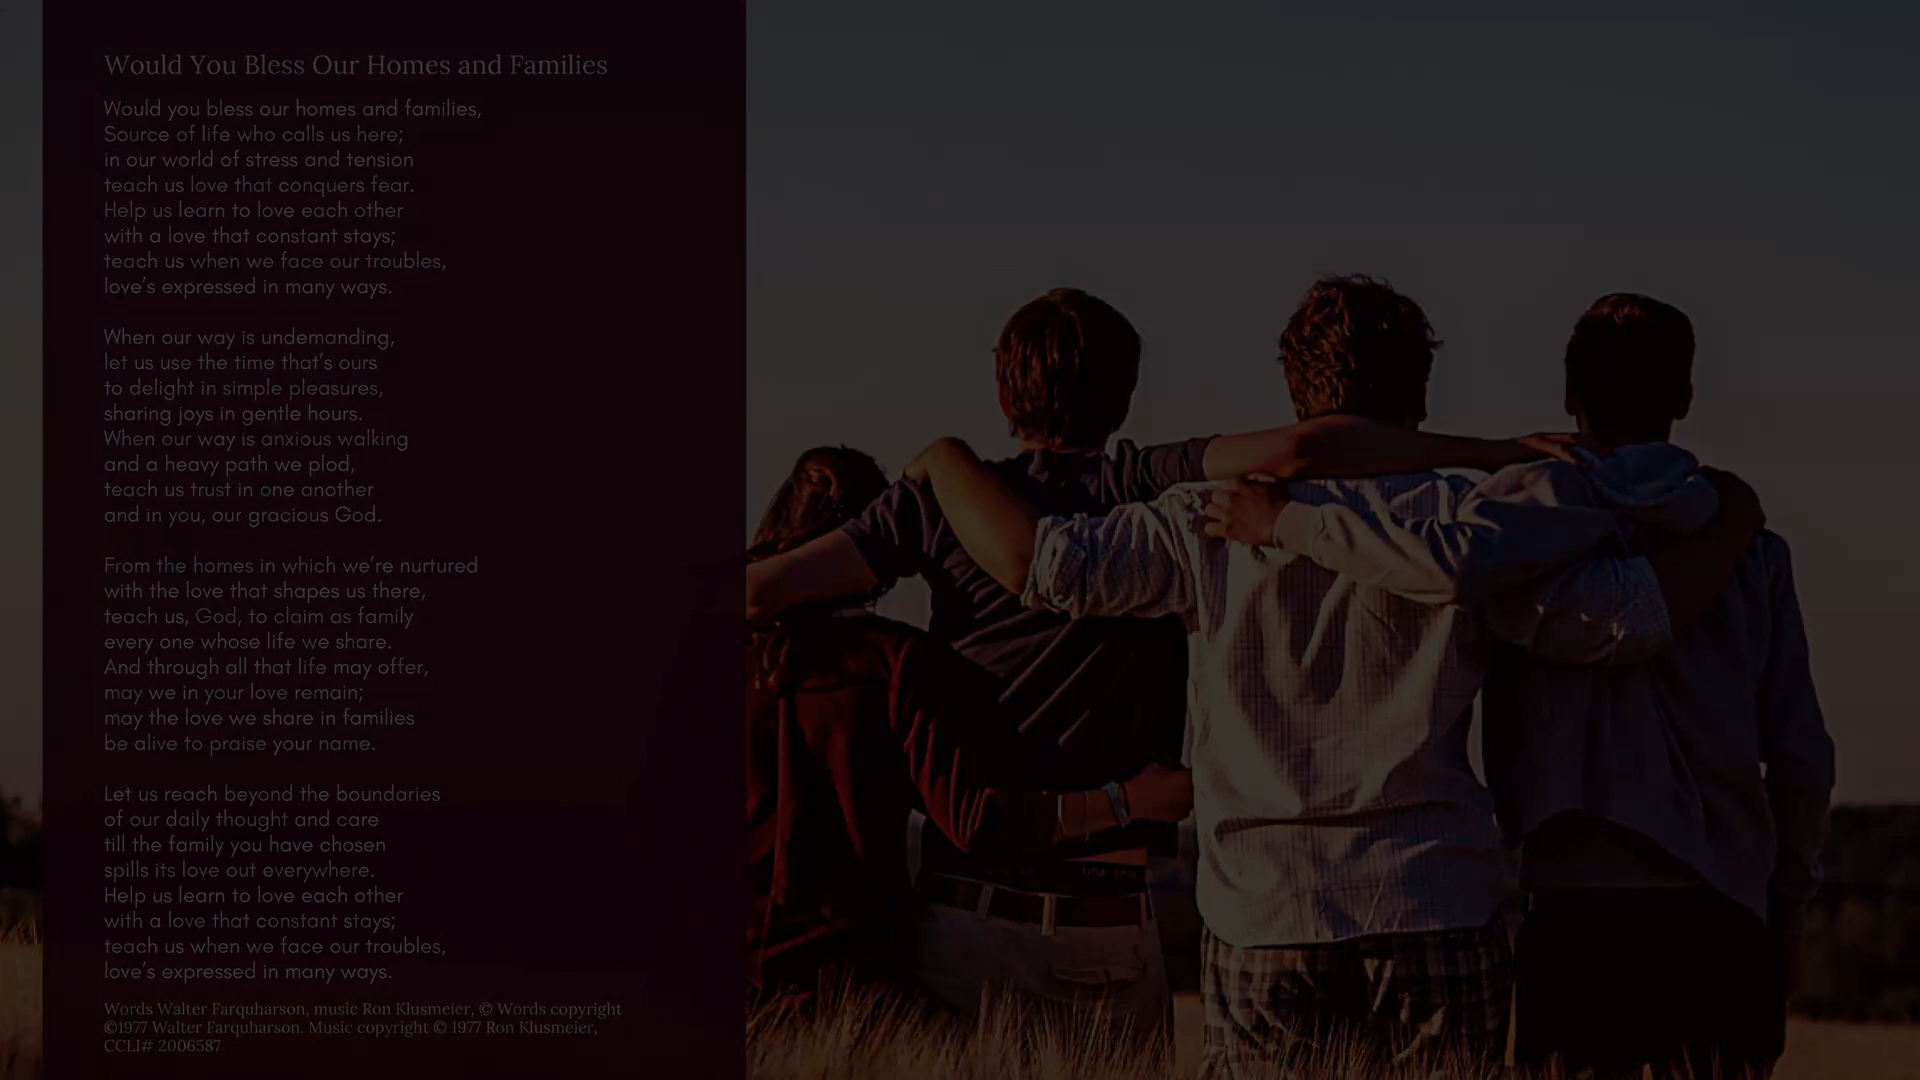 Would You Bless Our Homes and Families
Would you bless our homes and families,
Source of life who calls us here;
in our world of stress and tension
teach us love that conquers fear.
Help us learn to love each other
with a love that constant stays;
teach us when we face our troubles,
love's expressed in many ways.
When our way is undemanding,
let us use the time that's ours
to delight in simple pleasures,
sharing joys in gentle hours.
When our way is anxious walking
and a heavy path we plod,
teach us trust in one another
and in you, our gracious God.
From the homes in which we're nurtured
with the love that shapes us there,
teach us, God, to claim as family
every one whose life we share.
And through all that life may offer,
may we in your love remain;
may the love we share in families
be alive to praise your name.
Let us reach beyond the boundaries
of our daily thought and care
till the family you have chosen
spills its love out everywhere.
Help us learn to love each other
with a love that constant stays;
teach us when we face our troubles,
love's expressed in many ways.
Words Walter Farquharson, music Ron Klusmeier, © Words copyright
©1977 Walter Farquharson. Music copyright © 1977 Ron Klusmeier,
CCLI# 2006587